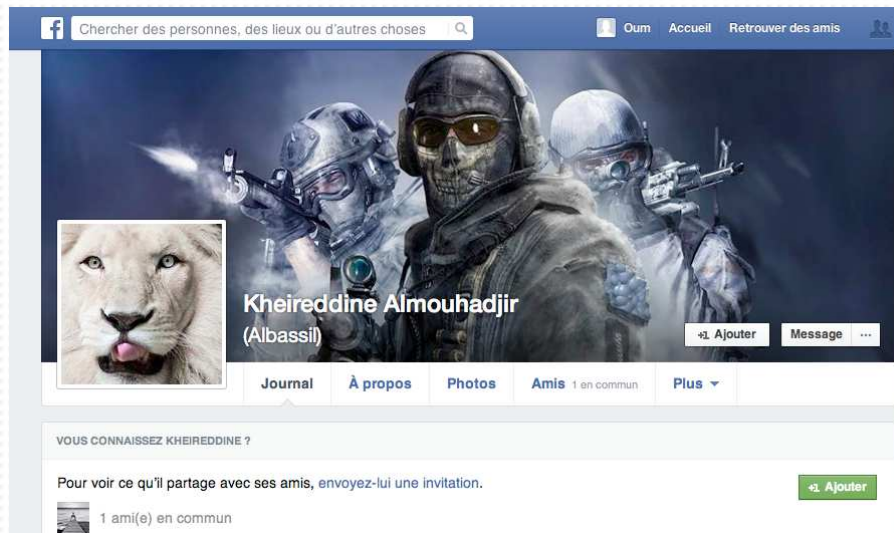 f Chercher des personnes, des lieux ou d'autres choses Oum Accueil Retrouver des amis
Kheireddine Almouhadjir
(Albassil)
+1 Ajouter Message ...
Journal À propos Photos Amis 1 en commun Plus
VOUS CONNAISSEZ KHEIREDDINE ?
Pour voir ce qu'il partage avec ses amis, envoyez-lui une invitation.
+1 Ajouter
1 ami(e) en commun